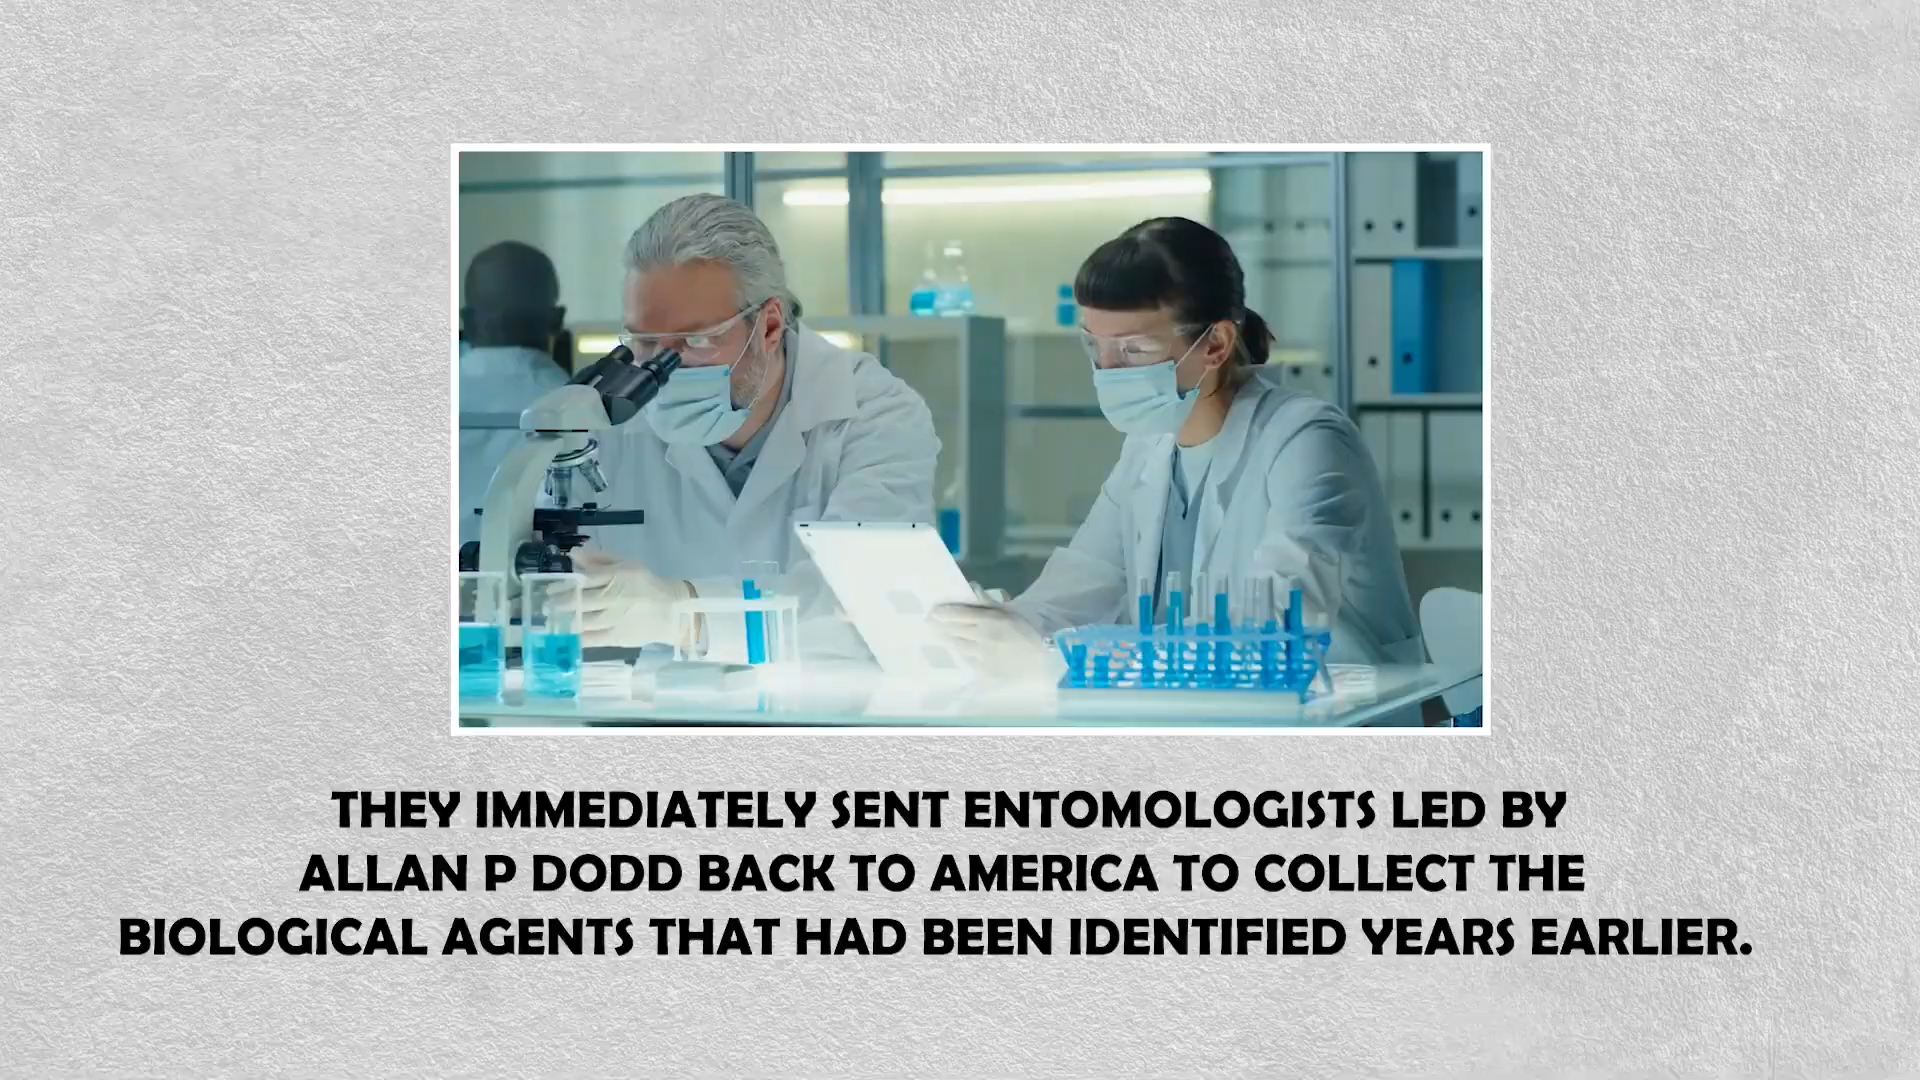 THEY IMMEDIATELY SENT ENTOMOLOGISTS LED BY
ALLAN P DODD BACK TO AMERICA TO COLLECT THE
BIOLOGICAL AGENTS THAT HAD BEEN IDENTIFIED YEARS EARLIER.